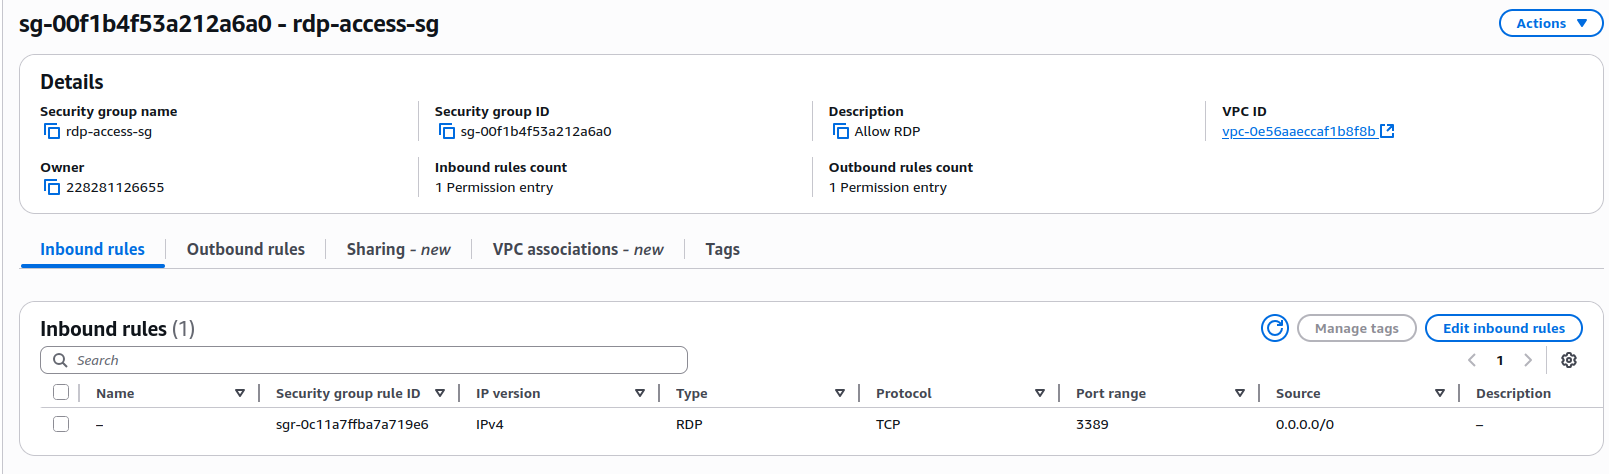 sg-00f1b4f53a212a6a0 - rdp-access-sg
Actions
Details
Security group name
rdp-access-sg
Security group ID
sg-00f1b4f53a212a6a0
Description
Allow RDP
VPC ID
vpc-0e56aaeccaf1b8f8b
Owner
228281126655
Inbound rules count
1 Permission entry
Outbound rules count
1 Permission entry
Inbound rules Outbound rules Sharing - new VPC associations - new Tags
Inbound rules (1)
Manage tags
Edit inbound rules
Search
1
Name Security group rule ID IP version Type Protocol Port range Source Description
– sgr-0c11a7ffba7a719e6 IPv4 RDP TCP 3389 0.0.0.0/0 –